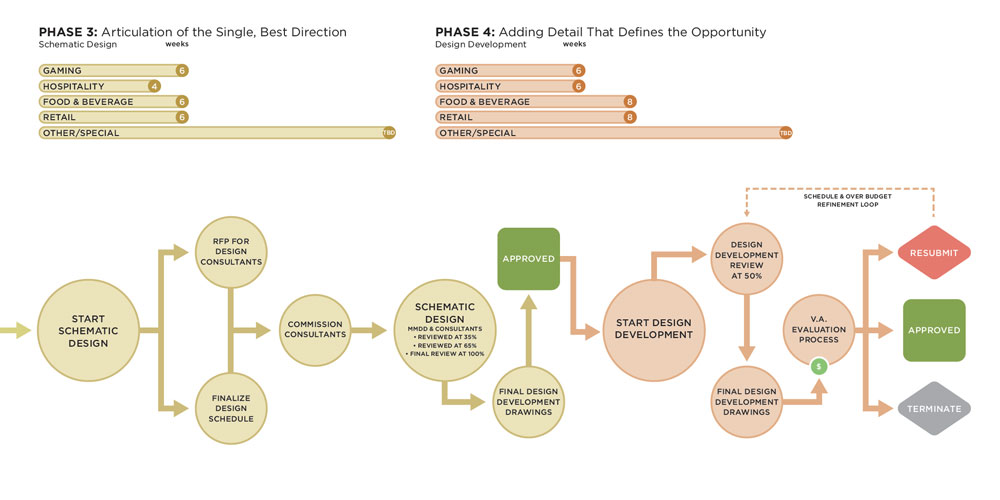 PHASE 3: Articulation of the Single, Best Direction
Schematic Design weeks
GAMING 6
HOSPITALITY 4
FOOD & BEVERAGE 6
RETAIL 6
OTHER/SPECIAL TBD
PHASE 4: Adding Detail That Defines the Opportunity
Design Development weeks
GAMING 6
HOSPITALITY 6
FOOD & BEVERAGE 8
RETAIL 8
OTHER/SPECIAL TBD
START
SCHEMATIC
DESIGN
RFP FOR
DESIGN
CONSULTANTS
FINALIZE
DESIGN
SCHEDULE
COMMISSION
CONSULTANTS
SCHEMATIC
DESIGN
MMDD & CONSULTANTS
• REVIEWED AT 35%
• REVIEWED AT 65%
• FINAL REVIEW AT 100%
FINAL DESIGN
DEVELOPMENT
DRAWINGS
APPROVED
START DESIGN
DEVELOPMENT
DESIGN
DEVELOPMENT
REVIEW
AT 50%
FINAL DESIGN
DEVELOPMENT
DRAWINGS
V.A.
EVALUATION
PROCESS
$
SCHEDULE & OVER BUDGET
REFINEMENT LOOP
RESUBMIT
APPROVED
TERMINATE